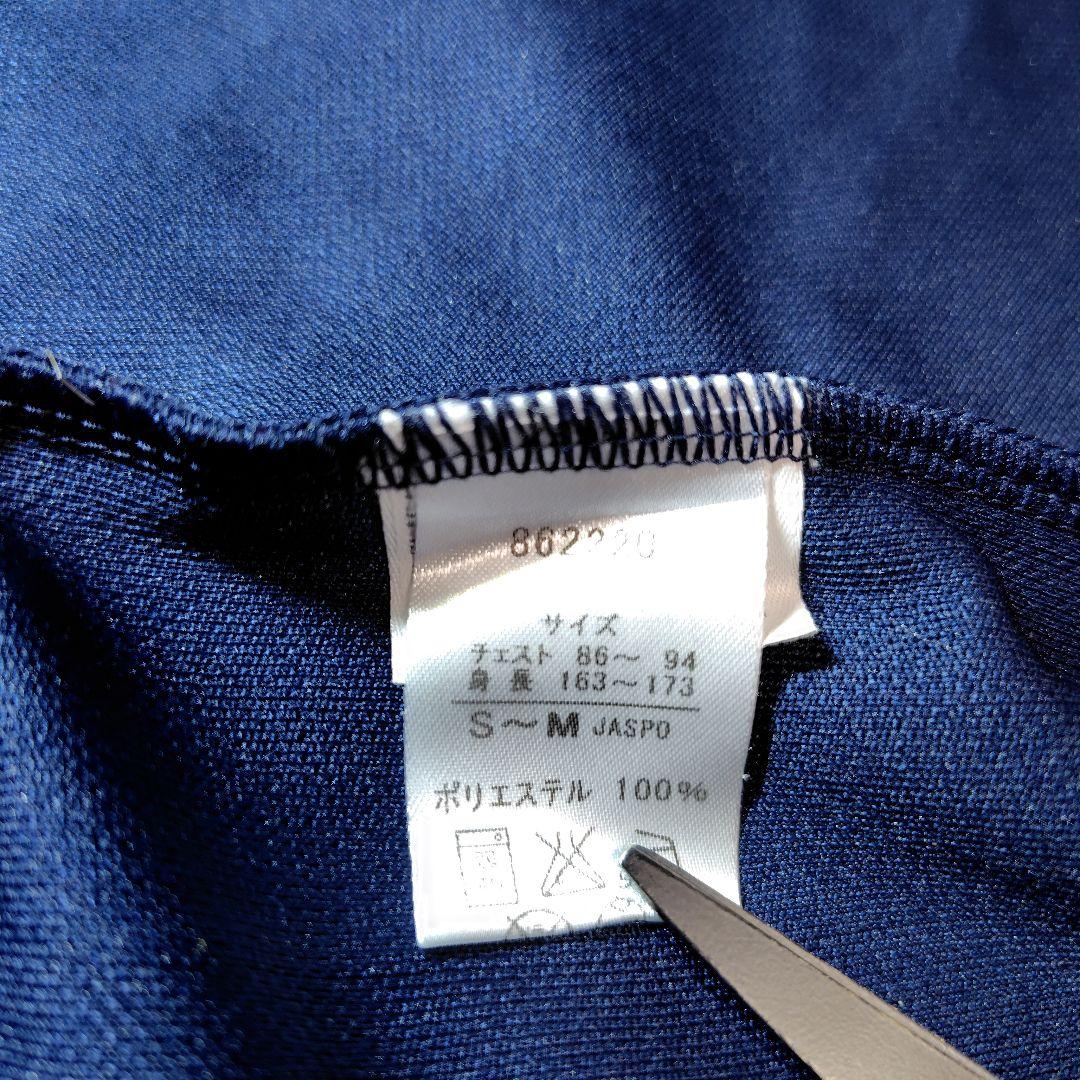 862220
サイズ
チェスト 86～ 94
身長 163～173
S～M JASPO
ポリエステル 100%